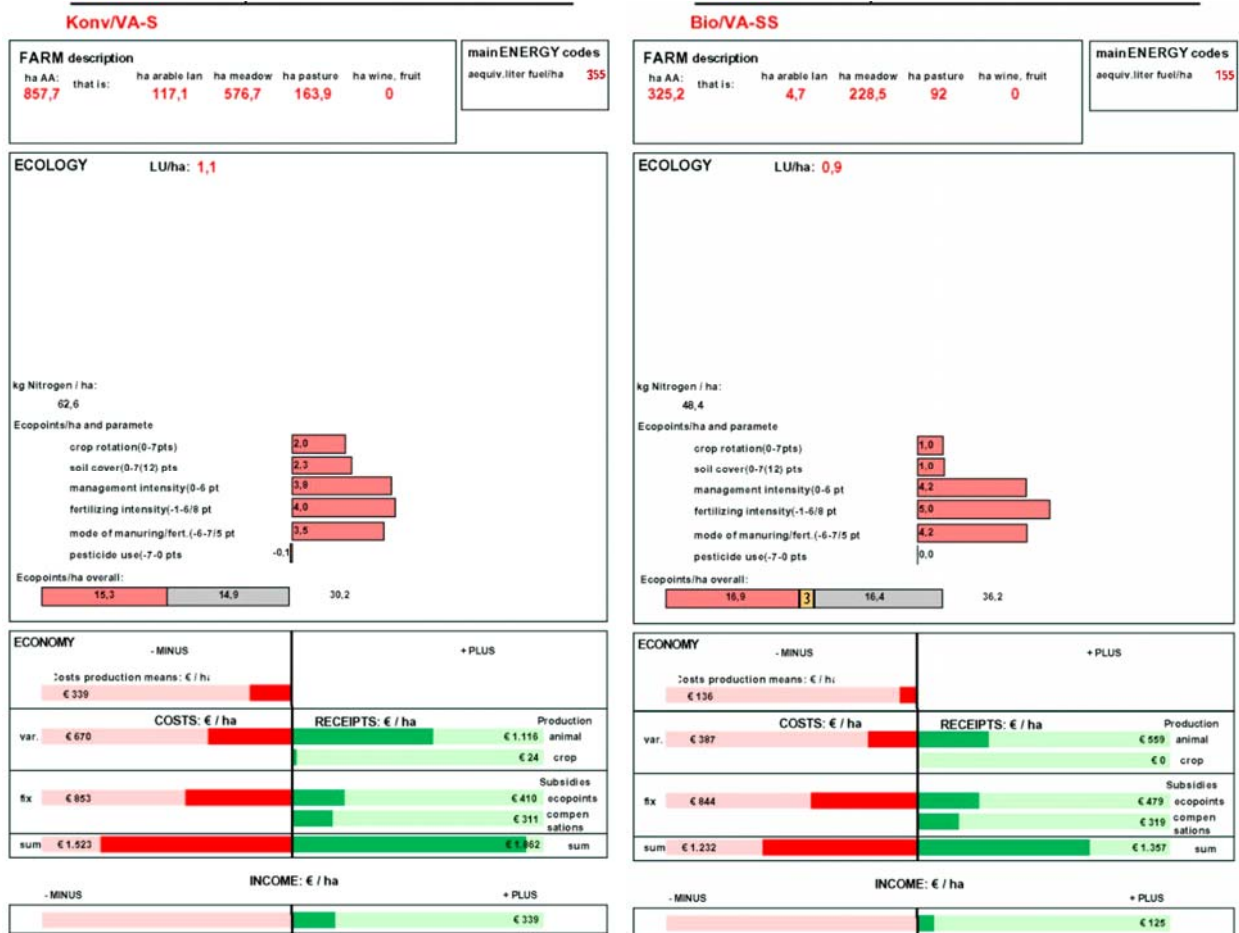 Konv/VA-S
FARM description
ha AA: that is: ha arable lan ha meadow ha pasture ha wine, fruit
857,7 117,1 576,7 163,9 0
main ENERGY codes
aequiv.liter fuel/ha 355
ECOLOGY LU/ha: 1,1
kg Nitrogen / ha:
62,6
Ecopoints/ha and paramete
crop rotation(0-7pts) 2,0
soil cover(0-7(12) pts 2,3
management intensity(0-6 pt 3,8
fertilizing intensity(-1-6/8 pt 4,0
mode of manuring/fert.(-6-7/5 pt 3,5
pesticide use(-7-0 pts -0,1
Ecopoints/ha overall:
15,3 14,9 30,2
ECONOMY
- MINUS + PLUS
:osts production means: € / ha
€ 339
COSTS: € / ha RECEIPTS: € / ha Production
var. € 670 € 1.116 animal
€ 24 crop
Subsidies
fix € 853 € 410 ecopoints
€ 311 compen
sations
sum € 1.523 € 1.862 sum
INCOME: € / ha
- MINUS + PLUS
€ 339
Bio/VA-SS
FARM description
ha AA: that is: ha arable lan ha meadow ha pasture ha wine, fruit
325,2 4,7 228,5 92 0
main ENERGY codes
aequiv.liter fuel/ha 155
ECOLOGY LU/ha: 0,9
kg Nitrogen / ha:
48,4
Ecopoints/ha and paramete
crop rotation(0-7pts) 1,0
soil cover(0-7(12) pts 1,0
management intensity(0-6 pt 4,2
fertilizing intensity(-1-6/8 pt 5,0
mode of manuring/fert.(-6-7/5 pt 4,2
pesticide use(-7-0 pts 0,0
Ecopoints/ha overall:
16,9 3 16,4 36,2
ECONOMY
- MINUS + PLUS
:osts production means: € / ha
€ 136
COSTS: € / ha RECEIPTS: € / ha Production
var. € 387 € 559 animal
€ 0 crop
Subsidies
fix € 844 € 479 ecopoints
€ 319 compen
sations
sum € 1.232 € 1.357 sum
INCOME: € / ha
- MINUS + PLUS
€ 125